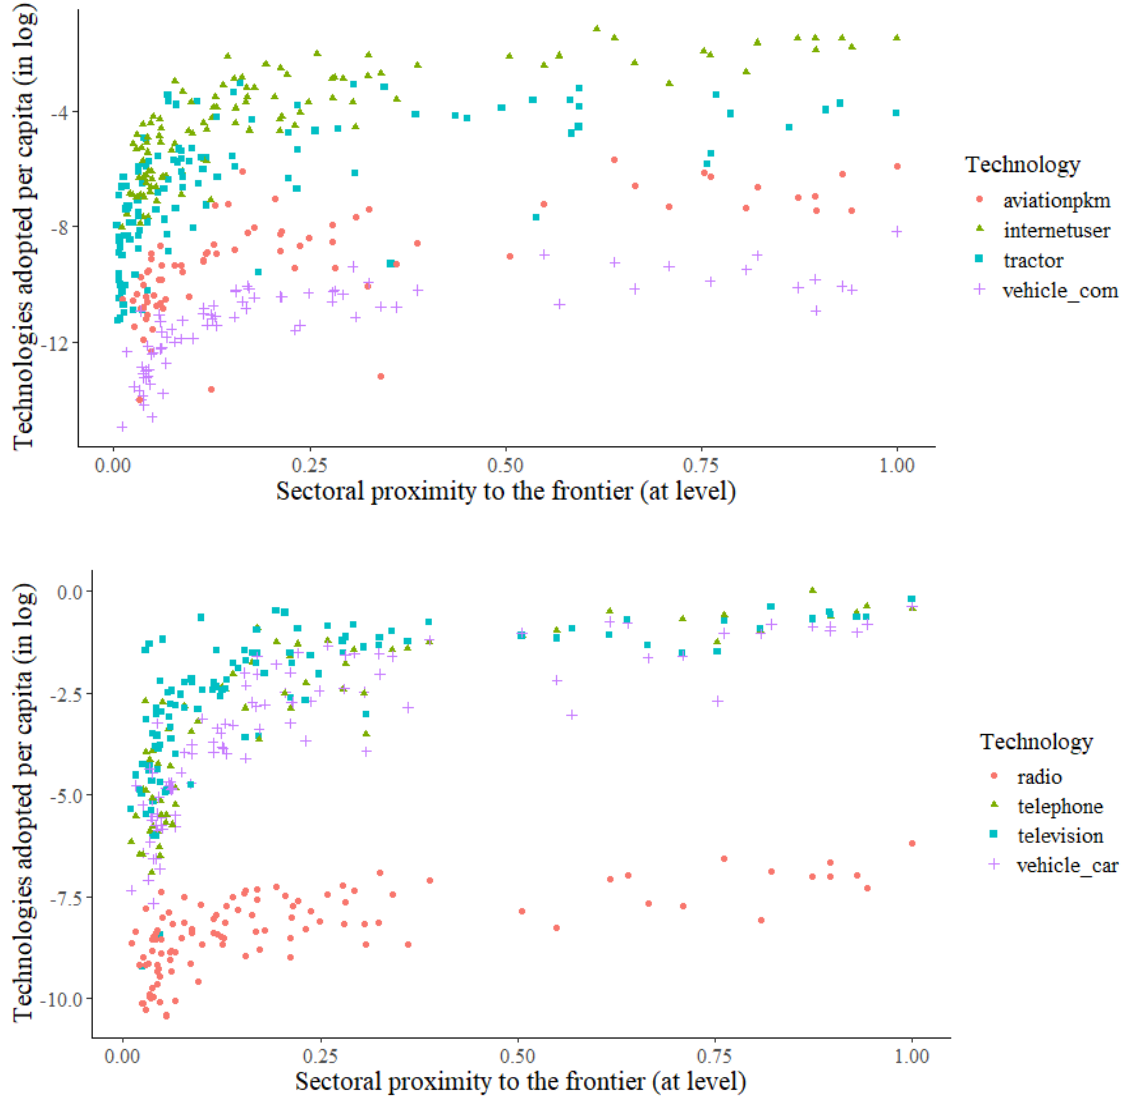 Technologies adopted per capita (in log)
-4
-8
-12
0.00 0.25 0.50 0.75 1.00
Sectoral proximity to the frontier (at level)
Technology
aviationpkm
internetuser
tractor
vehicle_com
Technologies adopted per capita (in log)
0.0
-2.5
-5.0
-7.5
-10.0
0.00 0.25 0.50 0.75 1.00
Sectoral proximity to the frontier (at level)
Technology
radio
telephone
television
vehicle_car